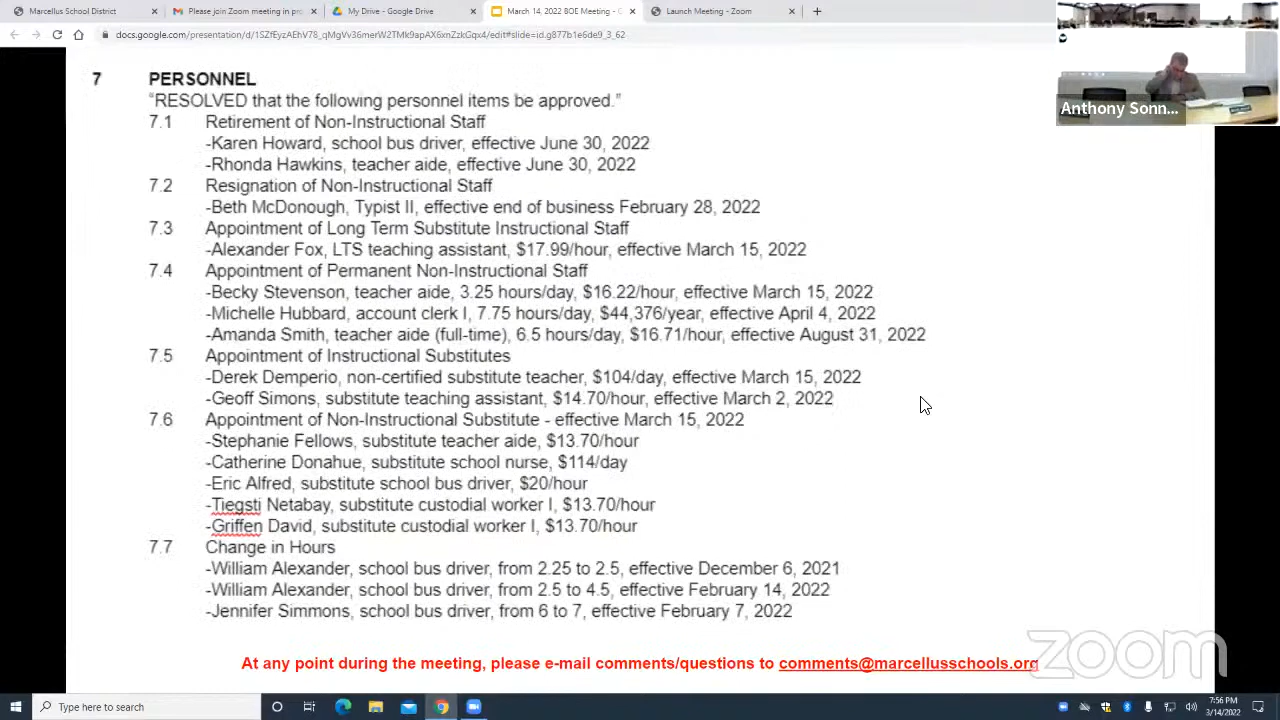 Marcellus School District
Please join Zoom meeting in pro
My Drive - Google Drive
March 14, 2022 BOE Meeting - G
Launch Meeting - Zoom
7 PERSONNEL
"RESOLVED that the following personnel items be approved."
7.1 Retirement of Non-Instructional Staff
-Karen Howard, school bus driver, effective June 30, 2022
-Rhonda Hawkins, teacher aide, effective June 30, 2022
7.2 Resignation of Non-Instructional Staff
-Beth McDonough, Typist II, effective end of business February 28, 2022
7.3 Appointment of Long Term Substitute Instructional Staff
-Alexander Fox, LTS teaching assistant, $17.99/hour, effective March 15, 2022
7.4 Appointment of Permanent Non-Instructional Staff
-Becky Stevenson, teacher aide, 3.25 hours/day, $16.22/hour, effective March 15, 2022
-Michelle Hubbard, account clerk I, 7.75 hours/day, $44,376/year, effective April 4, 2022
-Amanda Smith, teacher aide (full-time), 6.5 hours/day, $16.71/hour, effective August 31, 2022
7.5 Appointment of Instructional Substitutes
-Derek Demperio, non-certified substitute teacher, $104/day, effective March 15, 2022
-Geoff Simons, substitute teaching assistant, $14.70/hour, effective March 2, 2022
7.6 Appointment of Non-Instructional Substitute - effective March 15, 2022
-Stephanie Fellows, substitute teacher aide, $13.70/hour
-Catherine Donahue, substitute school nurse, $114/day
-Eric Alfred, substitute school bus driver, $20/hour
-Tiegsti Netabay, substitute custodial worker I, $13.70/hour
-Griffen David, substitute custodial worker I, $13.70/hour
7.7 Change in Hours
-William Alexander, school bus driver, from 2.25 to 2.5, effective December 6, 2021
-William Alexander, school bus driver, from 2.5 to 4.5, effective February 14, 2022
-Jennifer Simmons, school bus driver, from 6 to 7, effective February 7, 2022
At any point during the meeting, please e-mail comments/questions to comments@marcellusschools.org
Anthony Sonn...
zoom
Type here to search
7:56 PM
3/14/2022